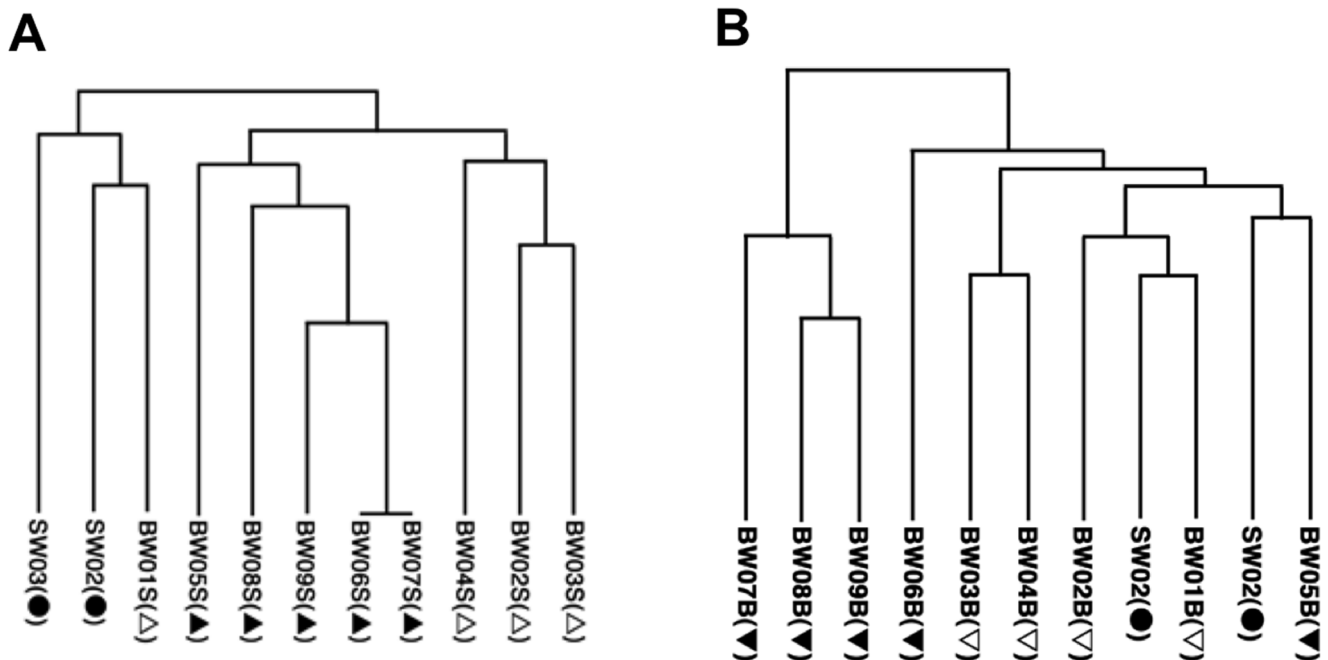 A
B
SW03(●)
SW02(●)
BW01S(△)
BW05S(▲)
BW08S(▲)
BW09S(▲)
BW06S(▲)
BW07S(▲)
BW04S(△)
BW02S(△)
BW03S(△)
BW07B(▼)
BW08B(▼)
BW09B(▼)
BW06B(▼)
BW03B(▽)
BW04B(▽)
BW02B(▽)
SW02(●)
BW01B(▽)
SW02(●)
BW05B(▼)